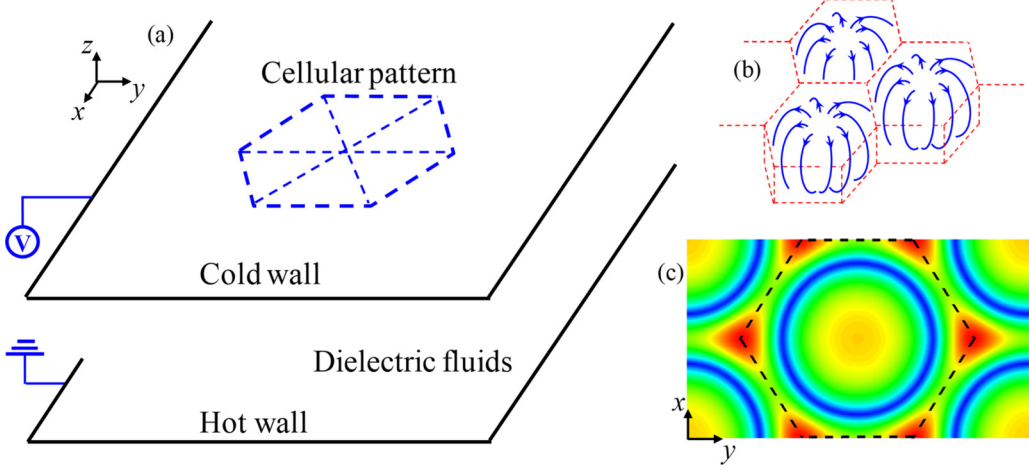 (a)
z
y
x
Cellular pattern
V
Cold wall
Dielectric fluids
Hot wall
(b)
(c)
x
y